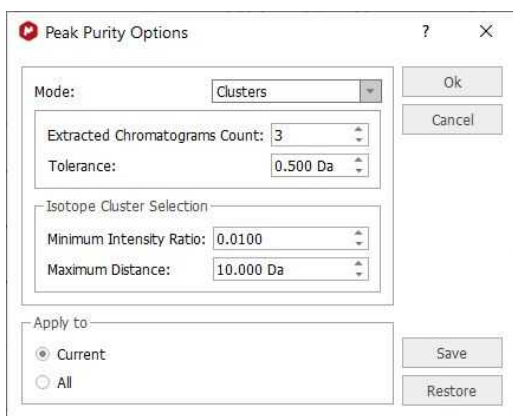 Peak Purity Options
?
Mode: Clusters
Ok
Cancel
Extracted Chromatograms Count: 3
Tolerance: 0.500 Da
Isotope Cluster Selection
Minimum Intensity Ratio: 0.0100
Maximum Distance: 10.000 Da
Apply to
Current
All
Save
Restore